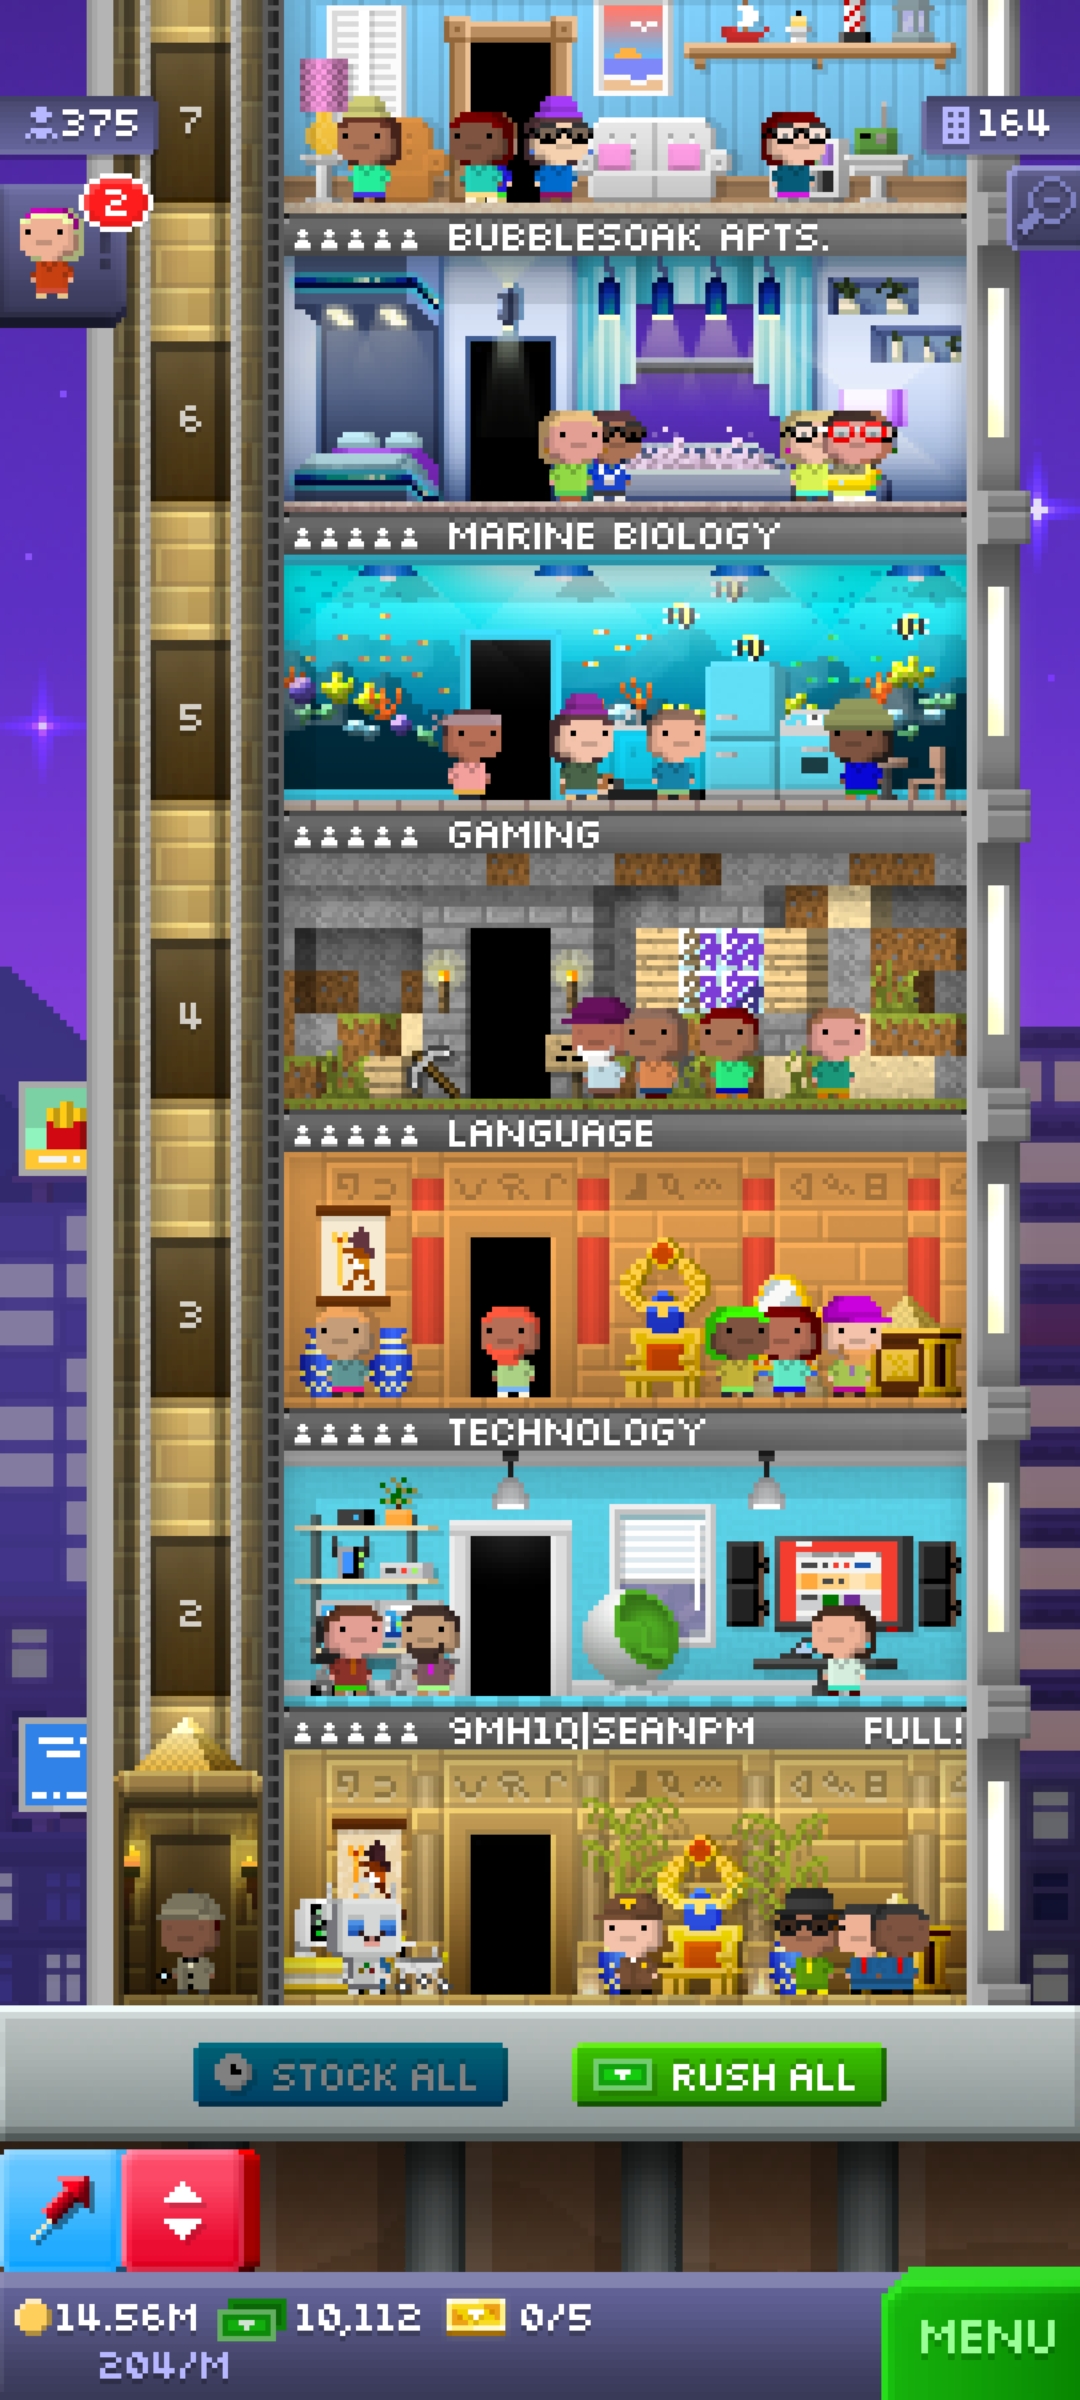 7
375
164
2
BUBBLESOAK APTS.
6
MARINE BIOLOGY
5
GAMING
4
LANGUAGE
3
TECHNOLOGY
2
9MH1Q|SEANPM FULL!
STOCK ALL
RUSH ALL
14.56M 10,112 0/5
204/M
MENU